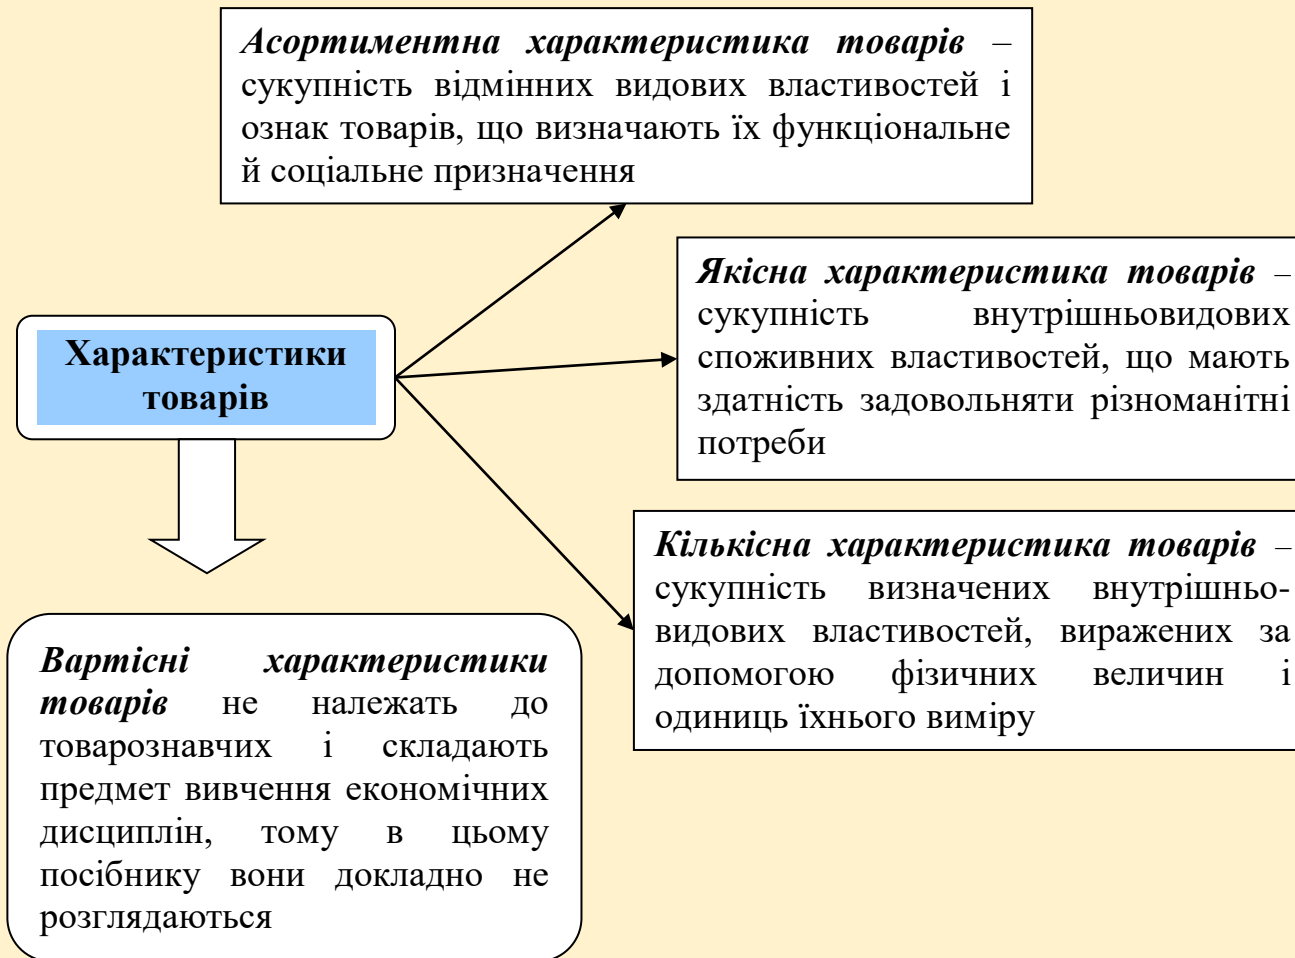 Асортиментна характеристика товарів –
сукупність відмінних видових властивостей і
ознак товарів, що визначають їх функціональне
й соціальне призначення
Якісна характеристика товарів –
сукупність внутрішньовидових
споживних властивостей, що мають
здатність задовольняти різноманітні
потреби
Характеристики
товарів
Кількісна характеристика товарів –
сукупність визначених внутрішньо-
видових властивостей, виражених за
допомогою фізичних величин і
одиниць їхнього виміру
Вартісні характеристики
товарів не належать до
товарознавчих і складають
предмет вивчення економічних
дисциплін, тому в цьому
посібнику вони докладно не
розглядаються